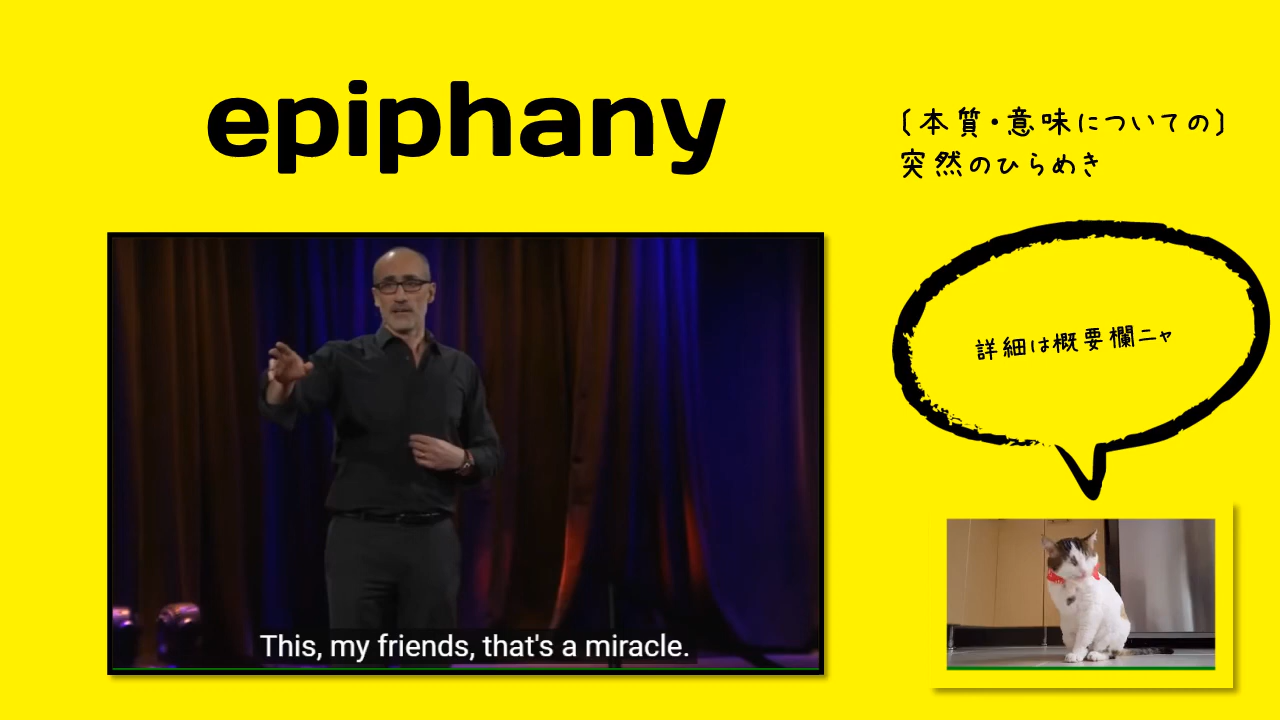 epiphany
〔本質・意味についての〕
突然のひらめき
詳細は概要欄ニャ
This, my friends, that's a miracle.